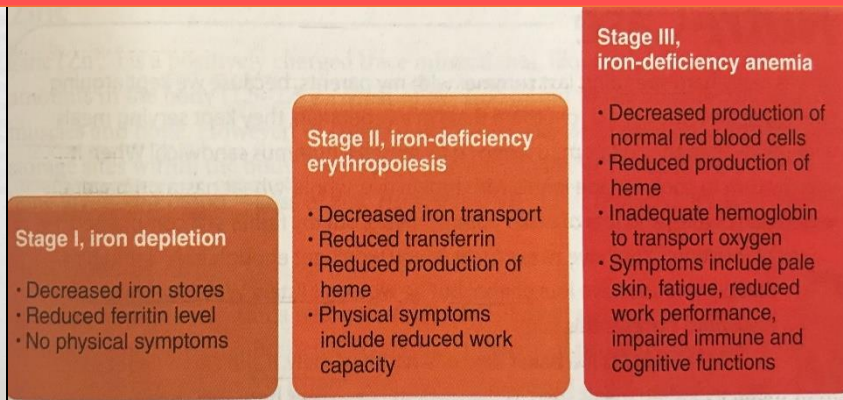 Stage I, iron depletion
• Decreased iron stores
• Reduced ferritin level
• No physical symptoms
Stage II, iron-deficiency
erythropoiesis
• Decreased iron transport
• Reduced transferrin
• Reduced production of
heme
• Physical symptoms
include reduced work
capacity
Stage III,
iron-deficiency anemia
• Decreased production of
normal red blood cells
• Reduced production of
heme
• Inadequate hemoglobin
to transport oxygen
• Symptoms include pale
skin, fatigue, reduced
work performance,
impaired immune and
cognitive functions